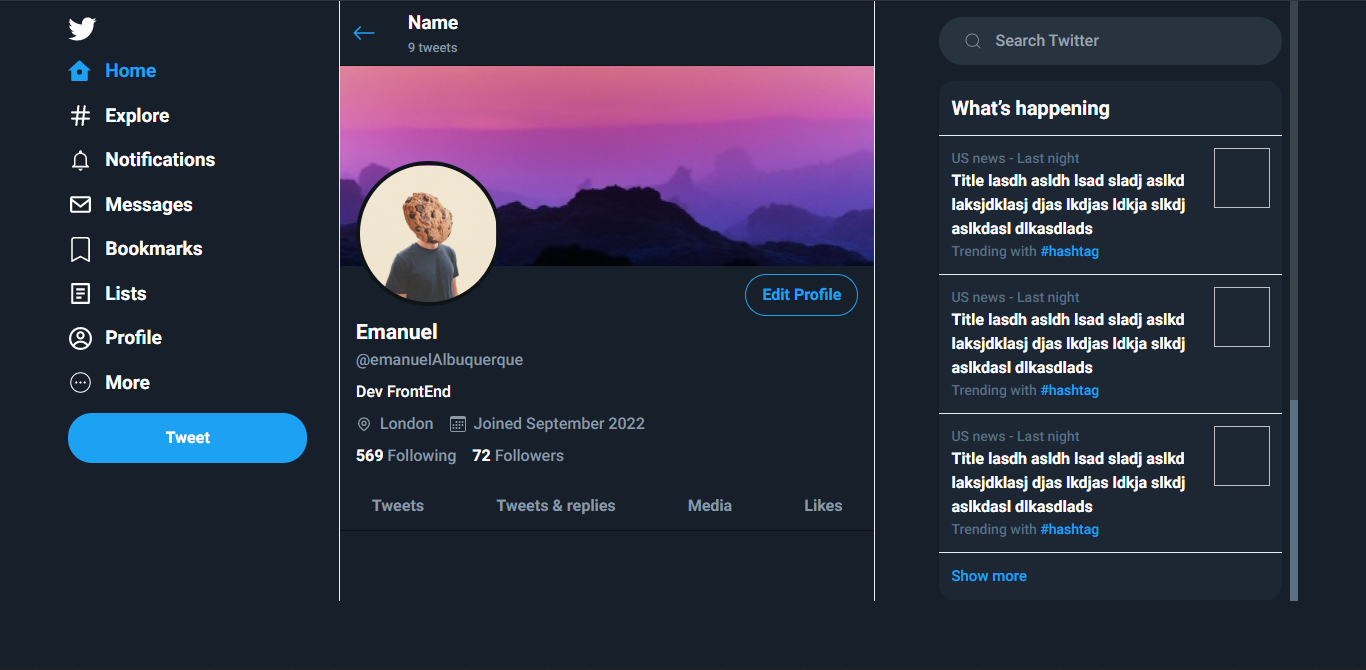 Home
Explore
Notifications
Messages
Bookmarks
Lists
Profile
More
Tweet
Name
9 tweets
Edit Profile
Emanuel
@emanuelAlbuquerque
Dev FrontEnd
London Joined September 2022
569 Following 72 Followers
Tweets Tweets & replies Media Likes
Search Twitter
What's happening
US news - Last night
Title lasdh asldh lsad sladj aslkd
laksjdklasj djas lkdjas ldkja slkdj
aslkdasl dlkasdlads
Trending with #hashtag
US news - Last night
Title lasdh asldh lsad sladj aslkd
laksjdklasj djas lkdjas ldkja slkdj
aslkdasl dlkasdlads
Trending with #hashtag
US news - Last night
Title lasdh asldh lsad sladj aslkd
laksjdklasj djas lkdjas ldkja slkdj
aslkdasl dlkasdlads
Trending with #hashtag
Show more